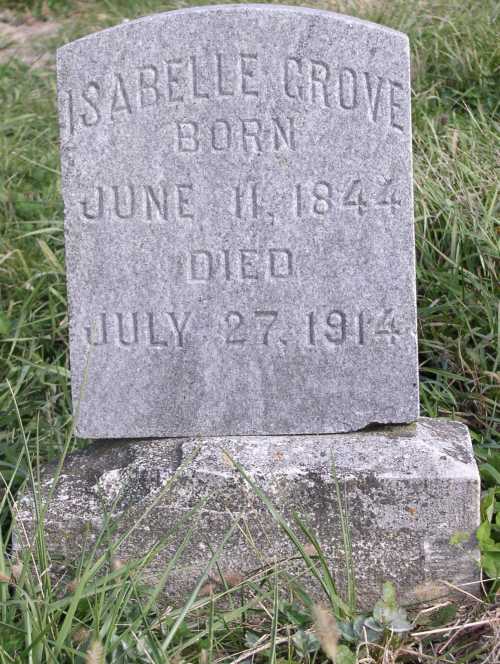 ISABELLE GROVE
BORN
JUNE 11, 1844
DIED
JULY 27, 1914